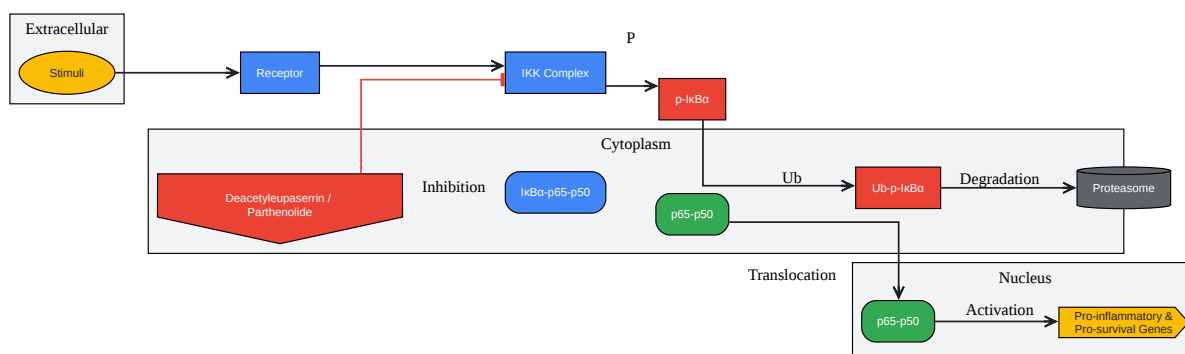 Extracellular
Stimuli
Receptor
P
IKK Complex
p-IκBα
Cytoplasm
Deacetyleupaserrin /
Parthenolide
Inhibition
IκBα-p65-p50
p65-p50
Ub
Ub-p-IκBα
Degradation
Proteasome
Translocation
Nucleus
p65-p50
Activation
Pro-inflammatory &
Pro-survival Genes